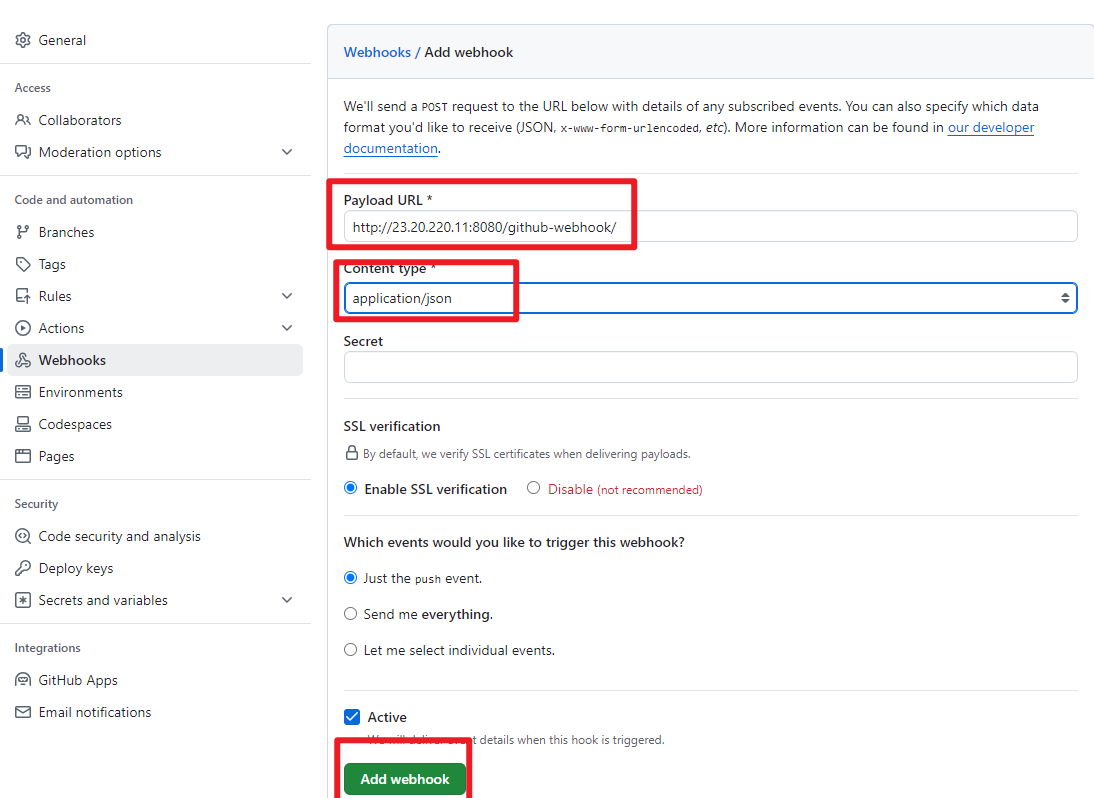 General
Access
Collaborators
Moderation options
Code and automation
Branches
Tags
Rules
Actions
Webhooks
Environments
Codespaces
Pages
Security
Code security and analysis
Deploy keys
Secrets and variables
Integrations
GitHub Apps
Email notifications
Webhooks / Add webhook
We'll send a POST request to the URL below with details of any subscribed events. You can also specify which data
format you'd like to receive (JSON, x-www-form-urlencoded, etc). More information can be found in our developer
documentation.
Payload URL *
http://23.20.220.11:8080/github-webhook/
Content type *
application/json
Secret
SSL verification
By default, we verify SSL certificates when delivering payloads.
Enable SSL verification
Disable (not recommended)
Which events would you like to trigger this webhook?
Just the push event.
Send me everything.
Let me select individual events.
Active
We will deliver event details when this hook is triggered.
Add webhook